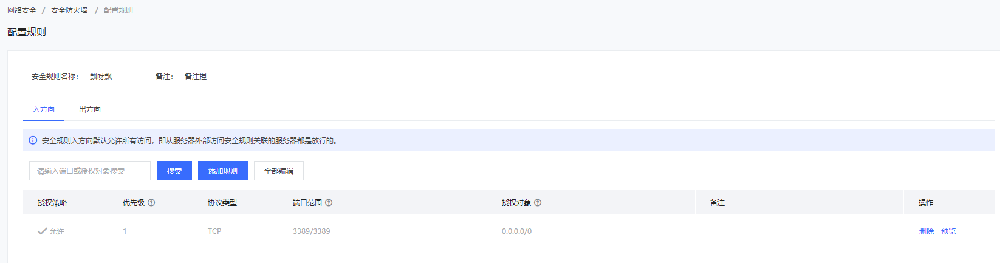 网络安全 / 安全防火墙 / 配置规则
配置规则
安全规则名称： 飘呀飘 备注： 备注捏
入方向 出方向
安全规则入方向默认允许所有访问，即从服务器外部访问安全规则关联的服务器都是放行的。
请输入端口或授权对象搜索 搜索 添加规则 全部编辑
授权策略 优先级 协议类型 端口范围 授权对象 备注 操作
允许 1 TCP 3389/3389 0.0.0.0/0 删除 预览